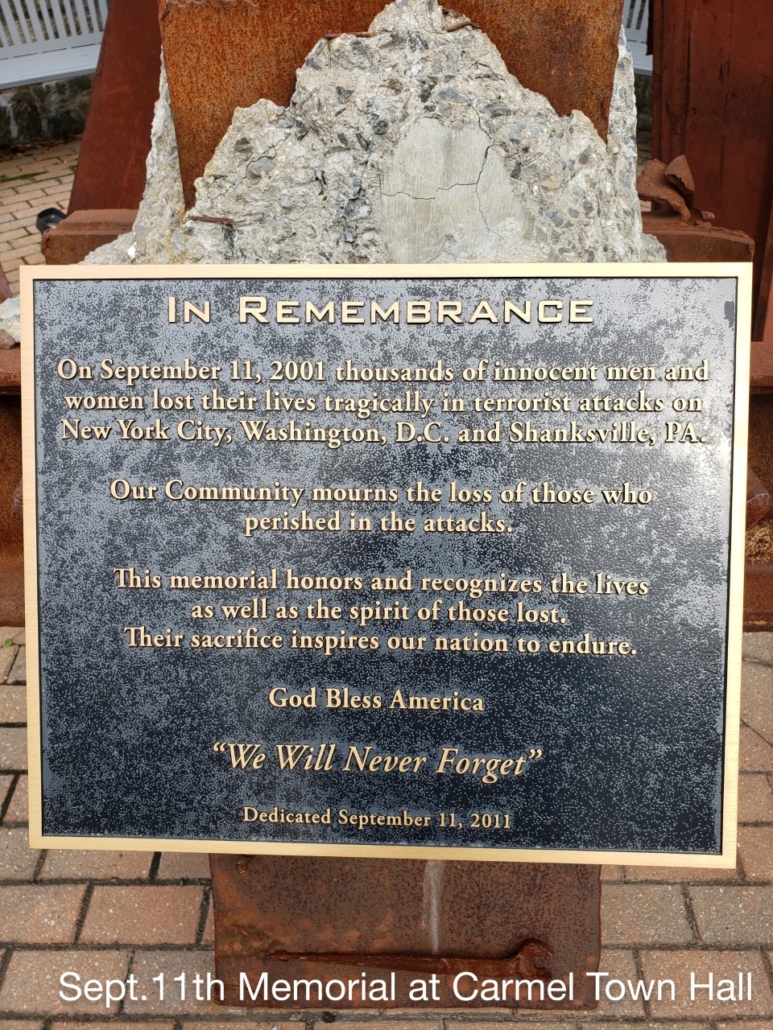 In Remembrance
On September 11, 2001 thousands of innocent men and
women lost their lives tragically in terrorist attacks on
New York City, Washington, D.C. and Shanksville, PA.
Our Community mourns the loss of those who
perished in the attacks.
This memorial honors and recognizes the lives
as well as the spirit of those lost.
Their sacrifice inspires our nation to endure.
God Bless America
“We Will Never Forget”
Dedicated September 11, 2011
Sept.11th Memorial at Carmel Town Hall